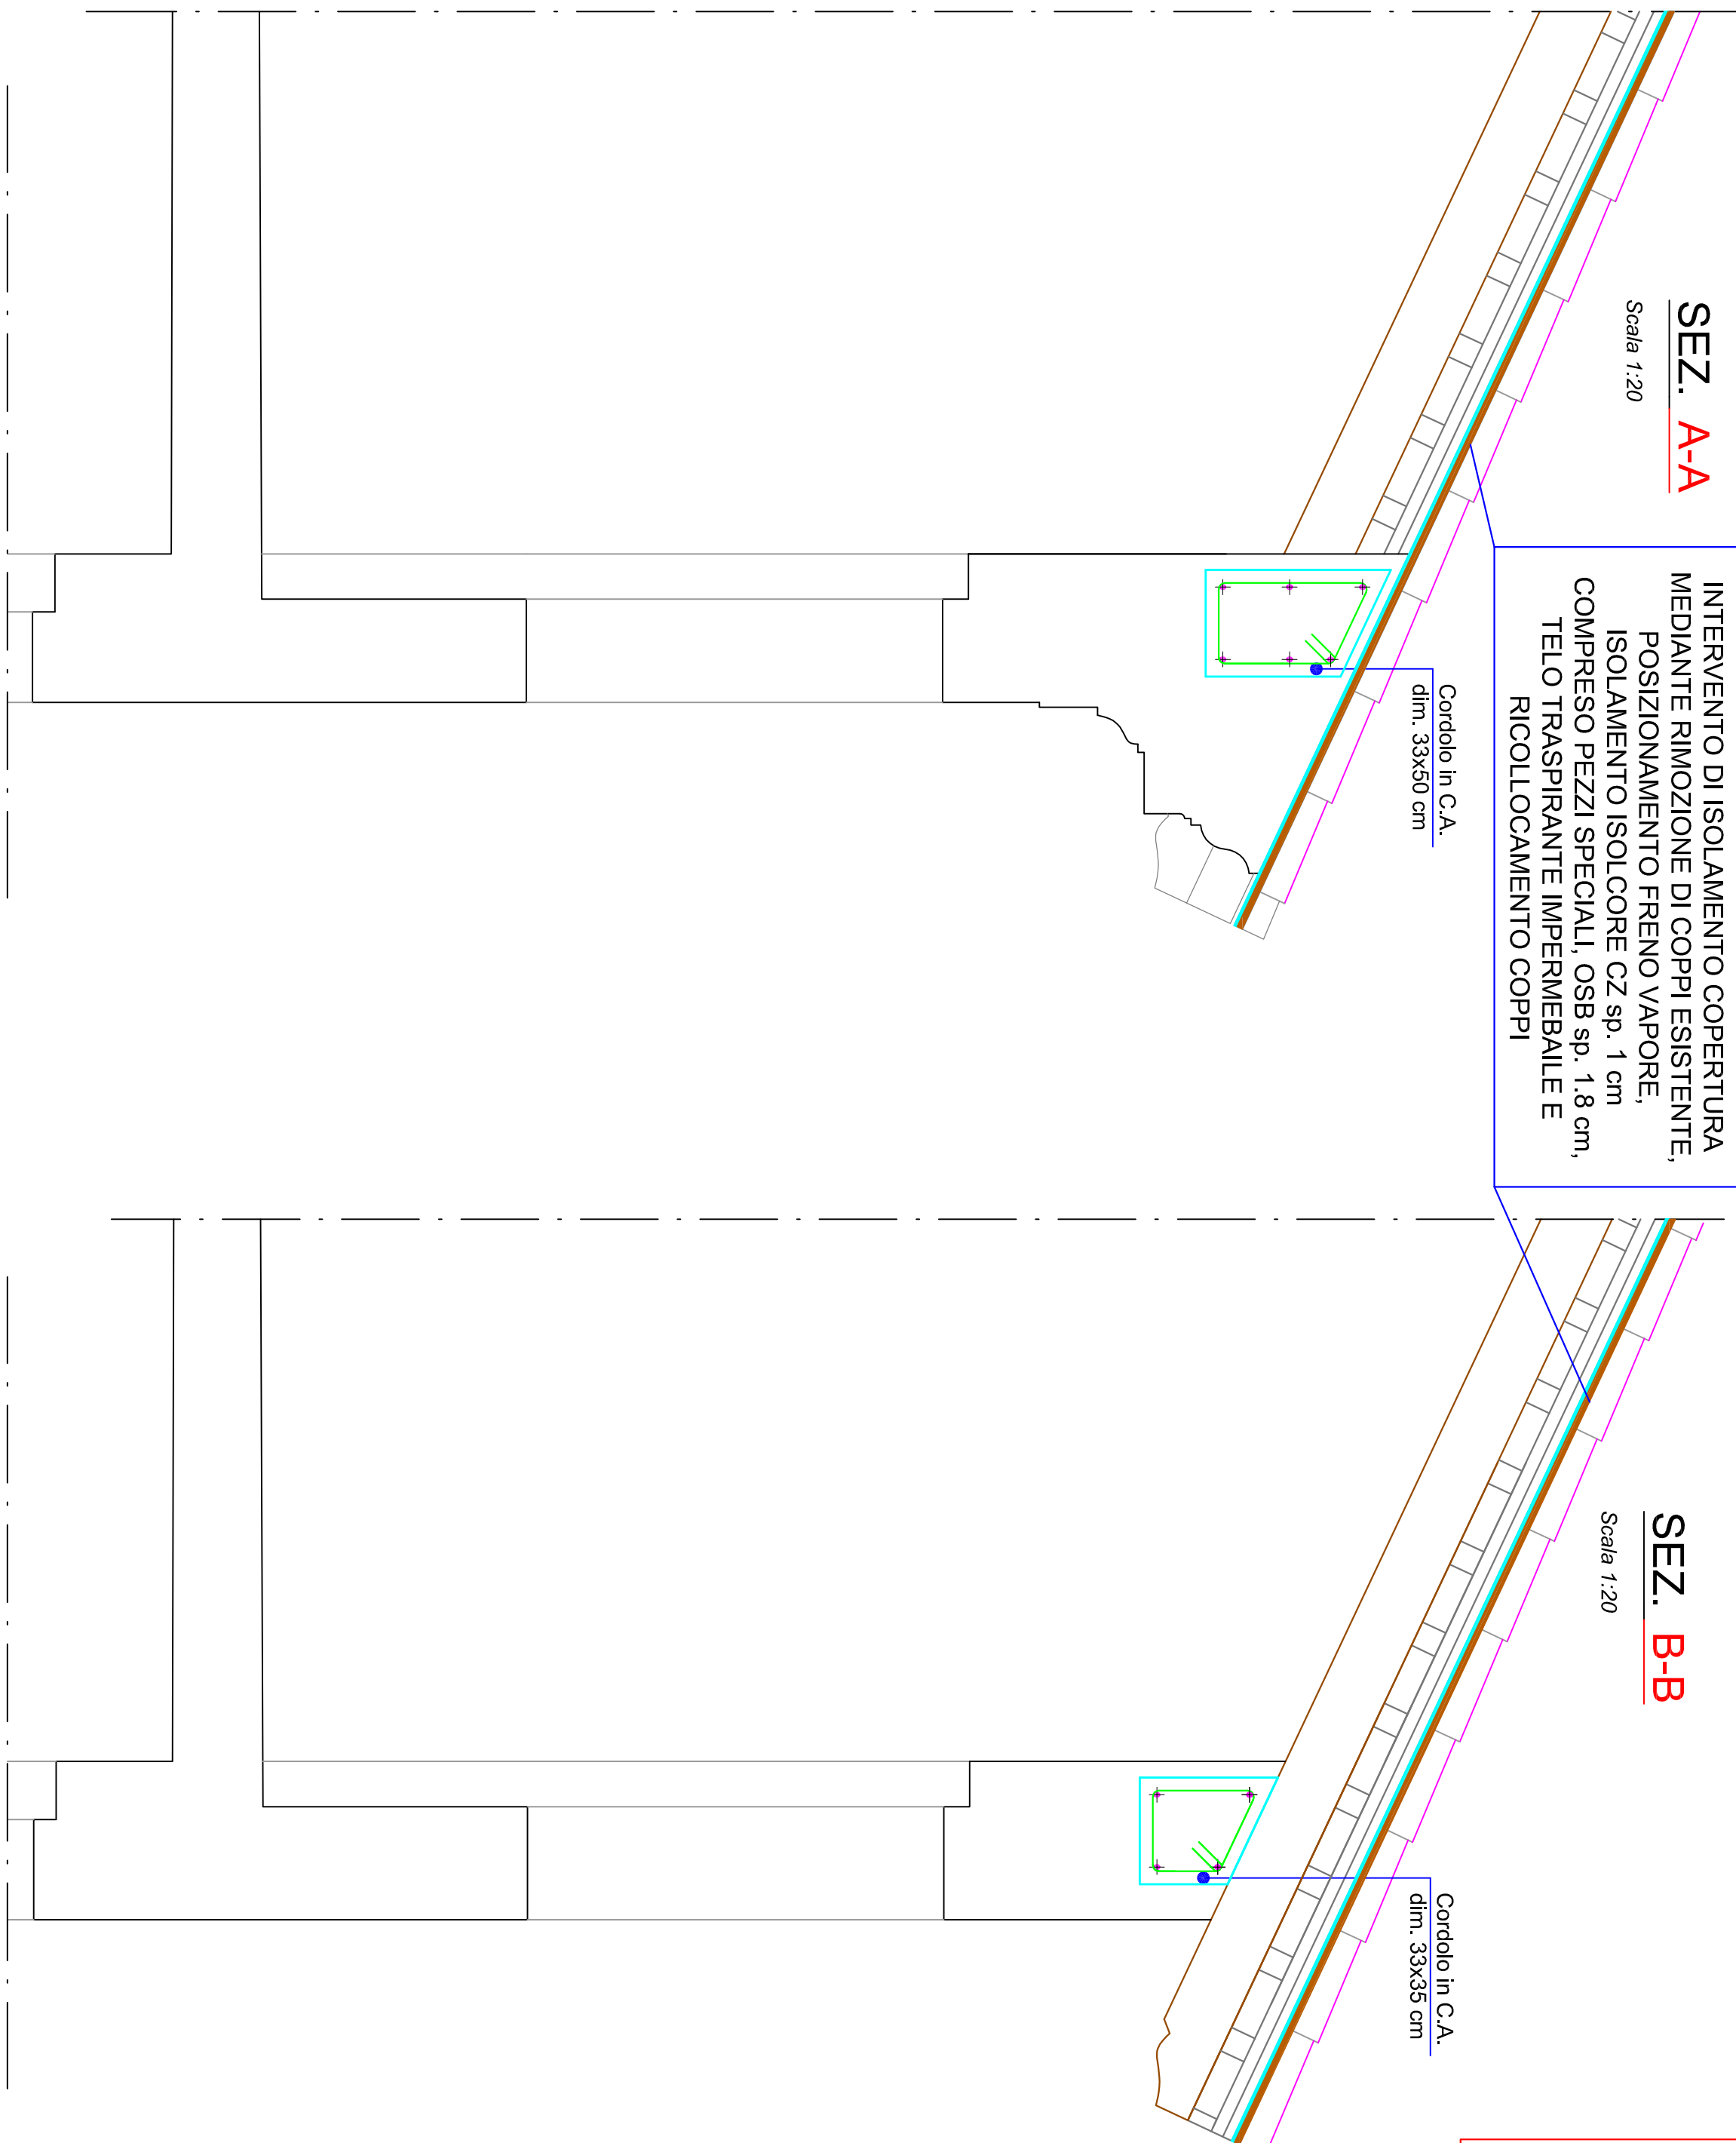 SEZ. A-A
Scala 1:20
INTERVENTO DI ISOLAMENTO COPERTURA
MEDIANTE RIMOZIONE DI COPPI ESISTENTE,
POSIZIONAMENTO FRENO VAPORE,
ISOLAMENTO ISOLCORE CZ sp. 1 cm
COMPRESO PEZZI SPECIALI, OSB sp. 1.8 cm,
TELO TRASPIRANTE IMPERMEBAILE E
RICOLLOCAMENTO COPPI
Cordolo in C.A.
dim. 33x50 cm
SEZ. B-B
Scala 1:20
Cordolo in C.A.
dim. 33x35 cm